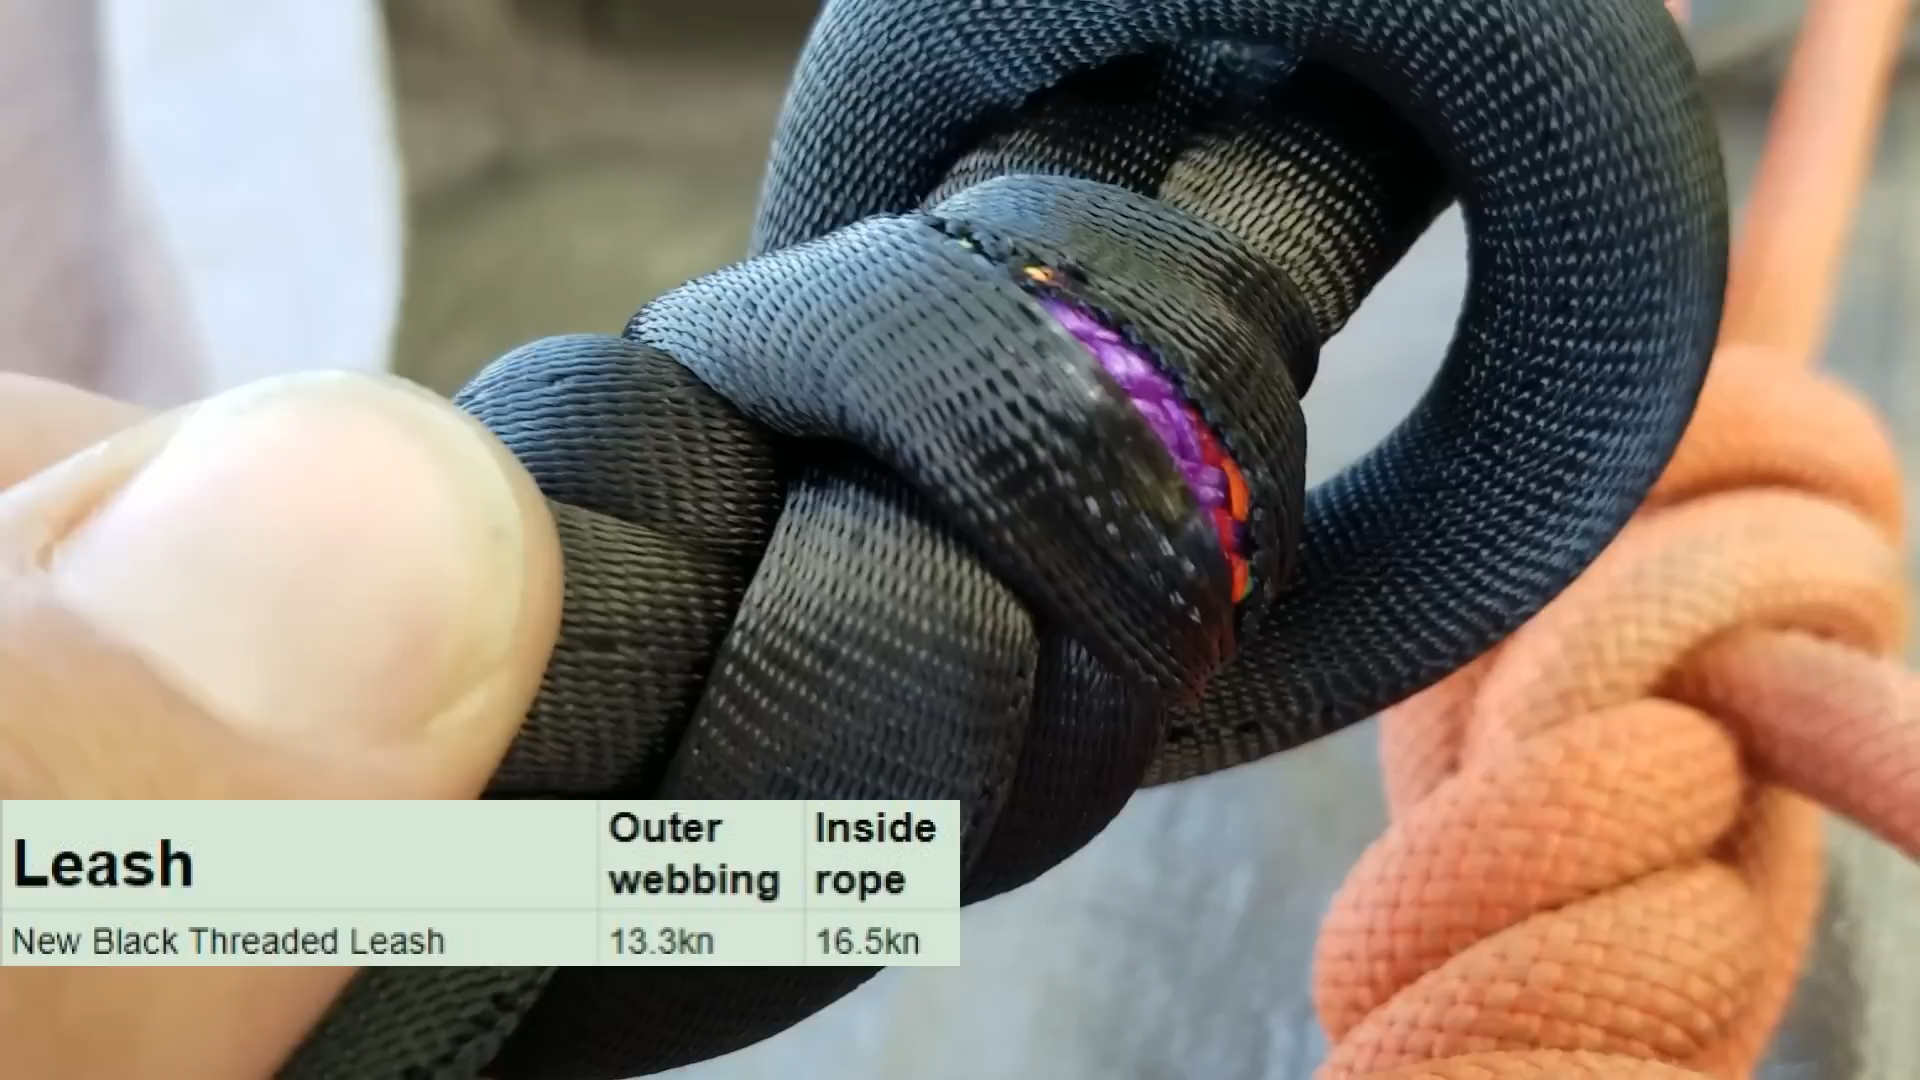 Leash
Outer webbing
Inside rope
New Black Threaded Leash 13.3kn 16.5kn